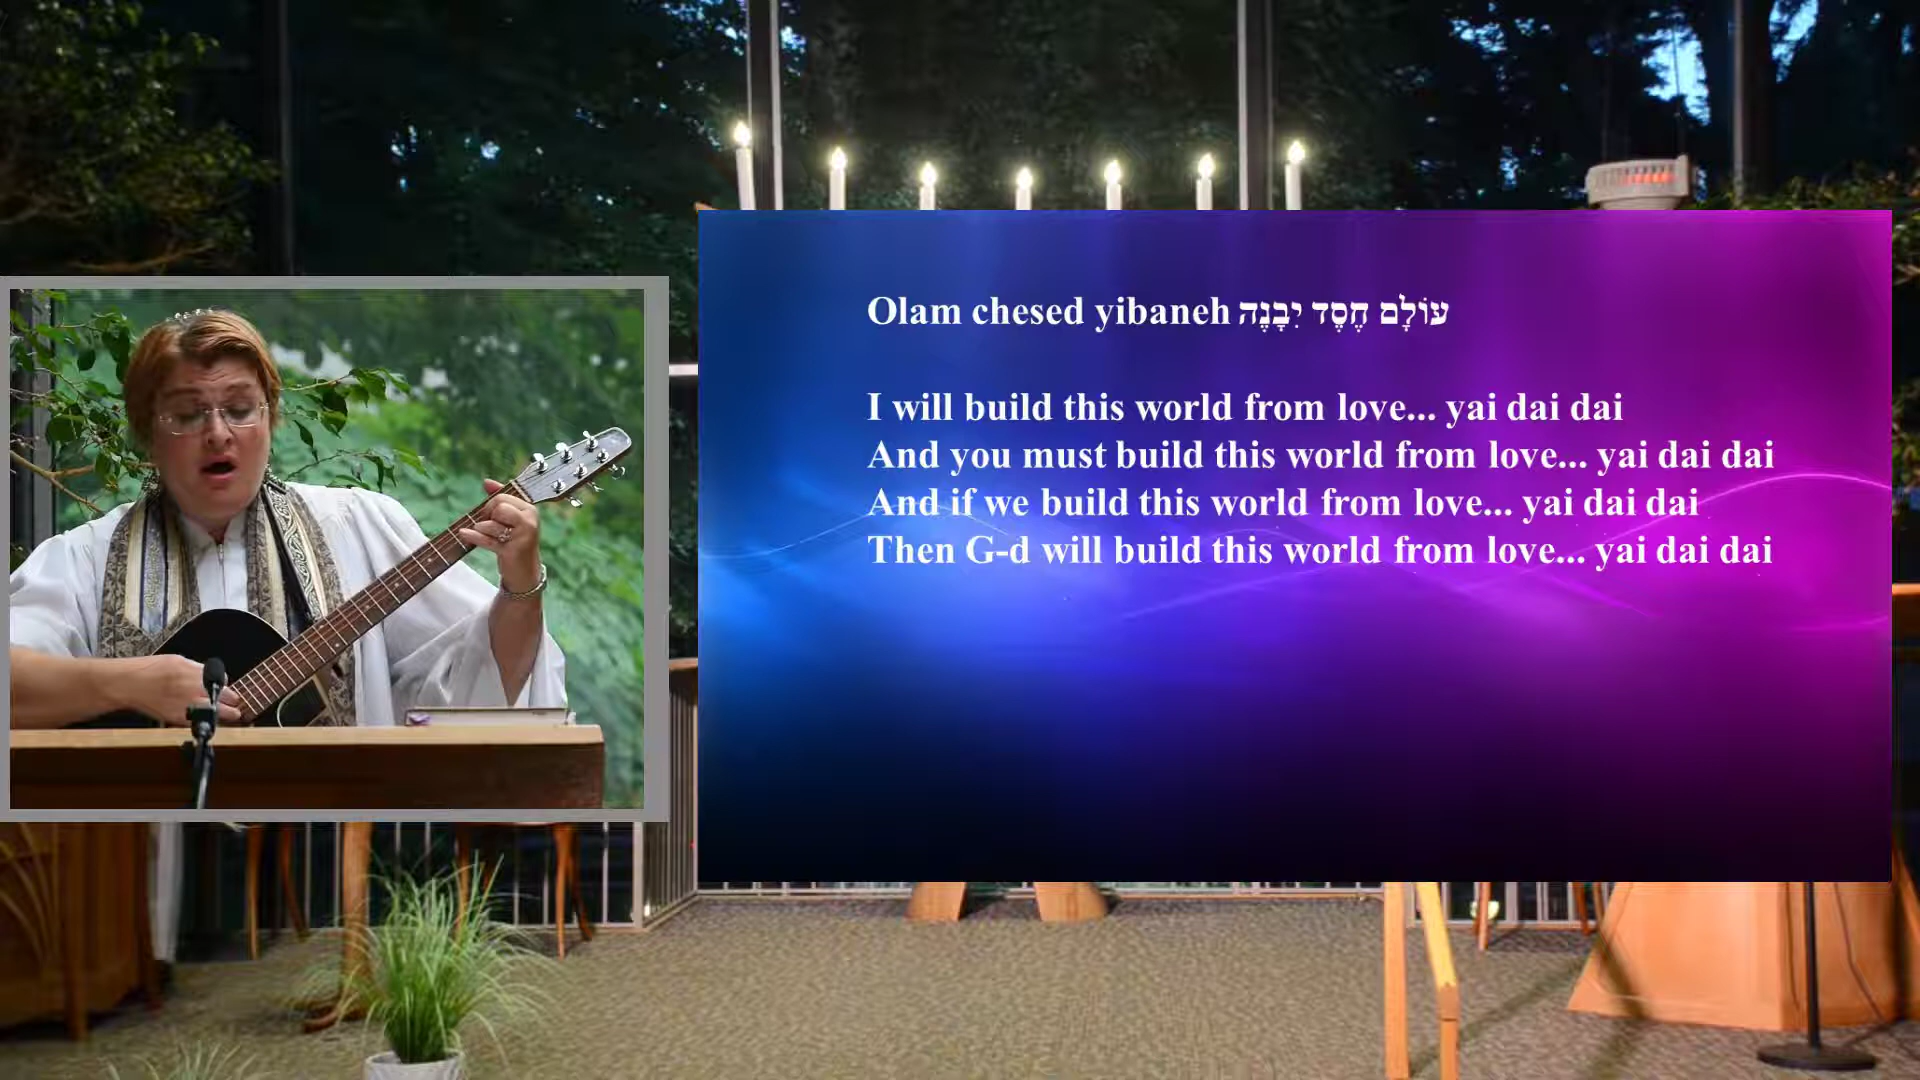 Olam chesed yibaneh עוֹלָם חֶסֶד יִבָּנֶה
I will build this world from love... yai dai dai
And you must build this world from love... yai dai dai
And if we build this world from love... yai dai dai
Then G-d will build this world from love... yai dai dai